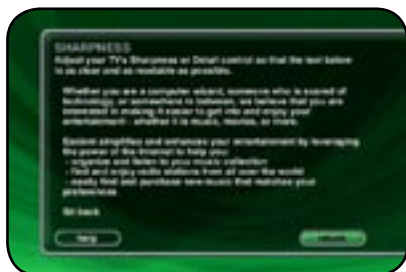 SHARPNESS
Adjust your TV's Sharpness or Detail control so that the text below
is as clear and as readable as possible.
Whether you are a computer wizard, someone who is scared of
technology, or somewhere in between, we believe that you are
interested in making it easier to get into and enjoy your
entertainment - whether it is music, movies, or more.
simplifies and enhances your entertainment by leveraging
the power of the Internet to help you:
- organize and listen to your music collection
- find and enjoy radio stations from all over the world
- easily find and purchase new music that matches your
preferences
Sit back
help